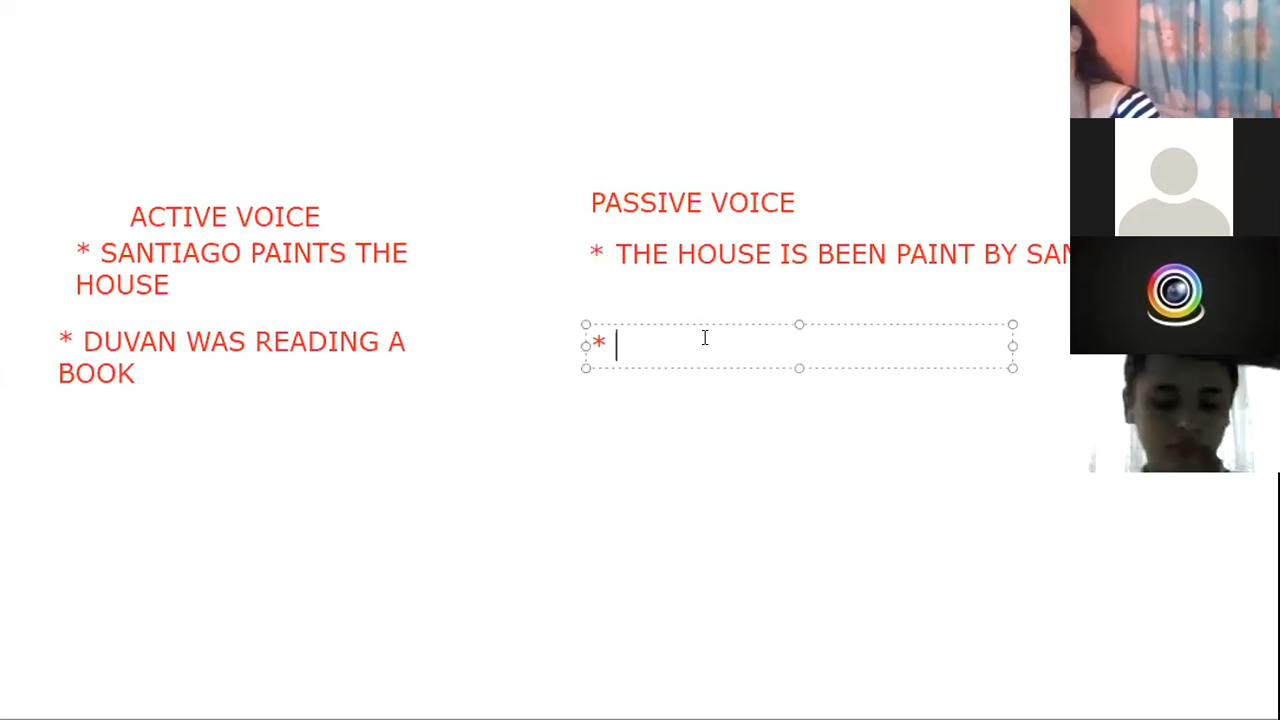 ACTIVE VOICE
* SANTIAGO PAINTS THE
HOUSE
* DUVAN WAS READING A
BOOK
PASSIVE VOICE
* THE HOUSE IS BEEN PAINT BY
*